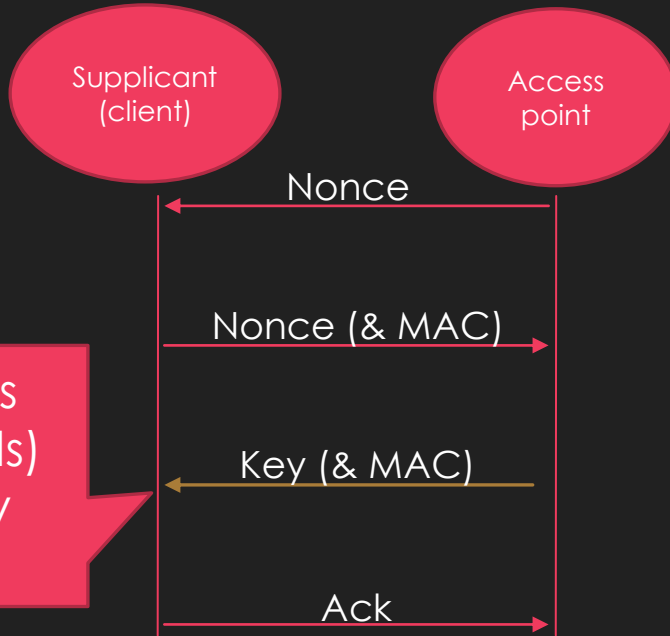 Supplicant
(client)
Access
point
Nonce
Nonce (& MAC)
Key (& MAC)
Ack